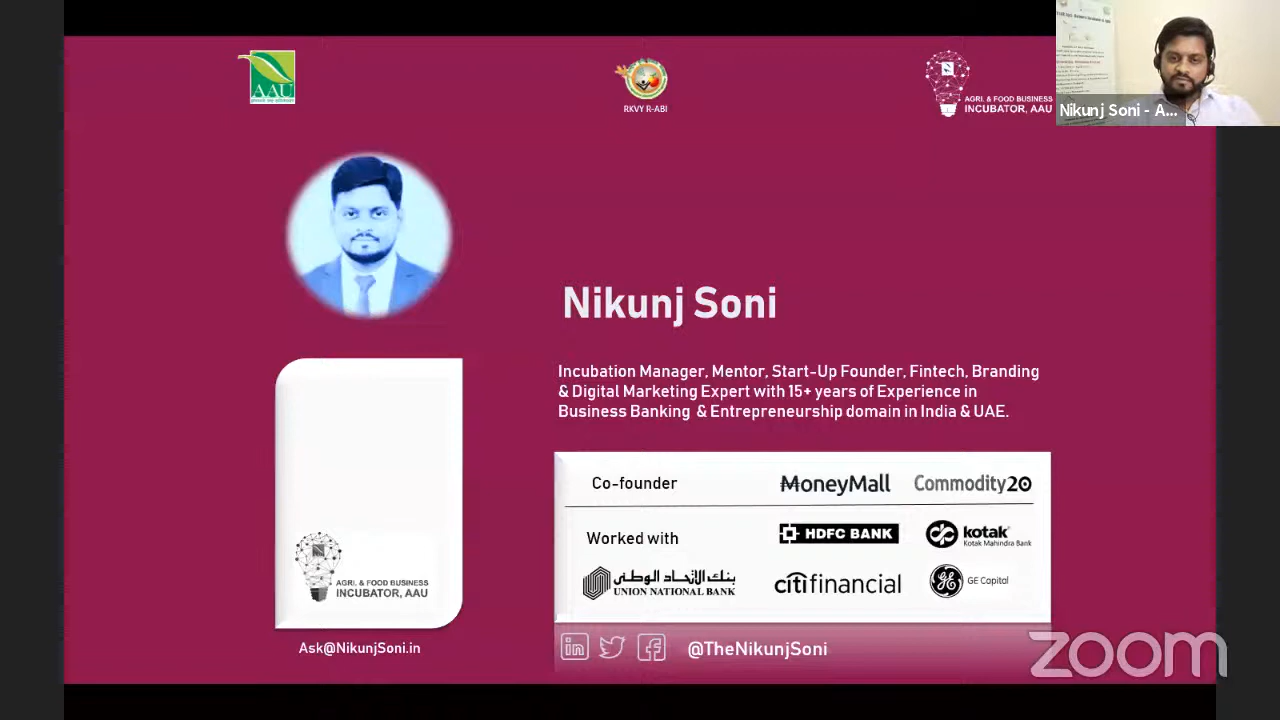 AAU
RKVY R-ABI
AGRI. & FOOD BUSINESS
INCUBATOR, AAU
Nikunj Soni - A...
Nikunj Soni
Incubation Manager, Mentor, Start-Up Founder, Fintech, Branding
& Digital Marketing Expert with 15+ years of Experience in
Business Banking & Entrepreneurship domain in India & UAE.
Co-founder
MoneyMall
Commodity20
Worked with
HDFC BANK
kotak
Kotak Mahindra Bank
بنك الاتحاد الوطني
UNION NATIONAL BANK
citifinancial
GE Capital
AGRI. & FOOD BUSINESS
INCUBATOR, AAU
Ask@NikunjSoni.in
@TheNikunjSoni
zoom